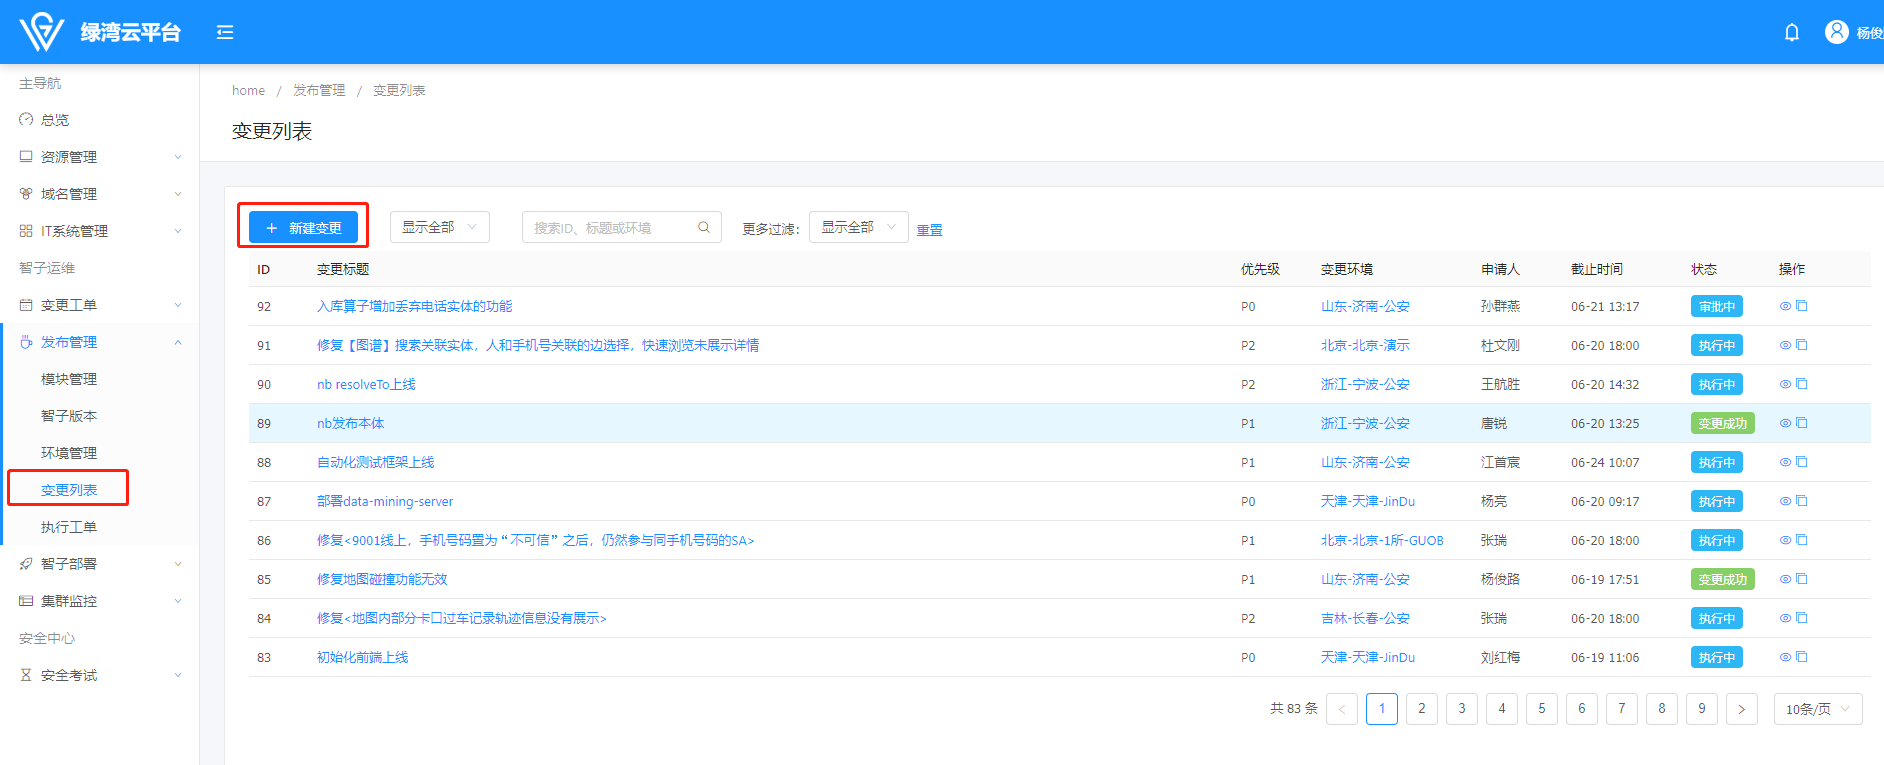 绿湾云平台
杨俊
主导航
总览
资源管理
域名管理
IT系统管理
智子运维
变更工单
发布管理
模块管理
智子版本
环境管理
变更列表
执行工单
智子部署
集群监控
安全中心
安全考试
home / 发布管理 / 变更列表
变更列表
+ 新建变更 显示全部 搜索ID、标题或环境 更多过滤： 显示全部 重置
ID 变更标题 优先级 变更环境 申请人 截止时间 状态 操作
92 入库算子增加丢弃电话实体的功能 P0 山东-济南-公安 孙群燕 06-21 13:17 审批中
91 修复【图谱】搜索关联实体，人和手机号关联的边选择，快速浏览未展示详情 P2 北京-北京-演示 杜文刚 06-20 18:00 执行中
90 nb resolveTo上线 P2 浙江-宁波-公安 王航胜 06-20 14:32 执行中
89 nb发布本体 P1 浙江-宁波-公安 唐锐 06-20 13:25 变更成功
88 自动化测试框架上线 P1 山东-济南-公安 江首宸 06-24 10:07 执行中
87 部署data-mining-server P0 天津-天津-JinDu 杨亮 06-20 09:17 执行中
86 修复<9001线上，手机号码置为“不可信”之后，仍然参与同手机号码的SA> P1 北京-北京-1所-GUOB 张瑞 06-20 18:00 执行中
85 修复地图碰撞功能无效 P1 山东-济南-公安 杨俊路 06-19 17:51 变更成功
84 修复<地图内部分卡口过车记录轨迹信息没有展示> P2 吉林-长春-公安 张瑞 06-20 18:00 执行中
83 初始化前端上线 P0 天津-天津-JinDu 刘红梅 06-19 11:06 执行中
共 83 条 < 1 2 3 4 5 6 7 8 9 > 10条/页